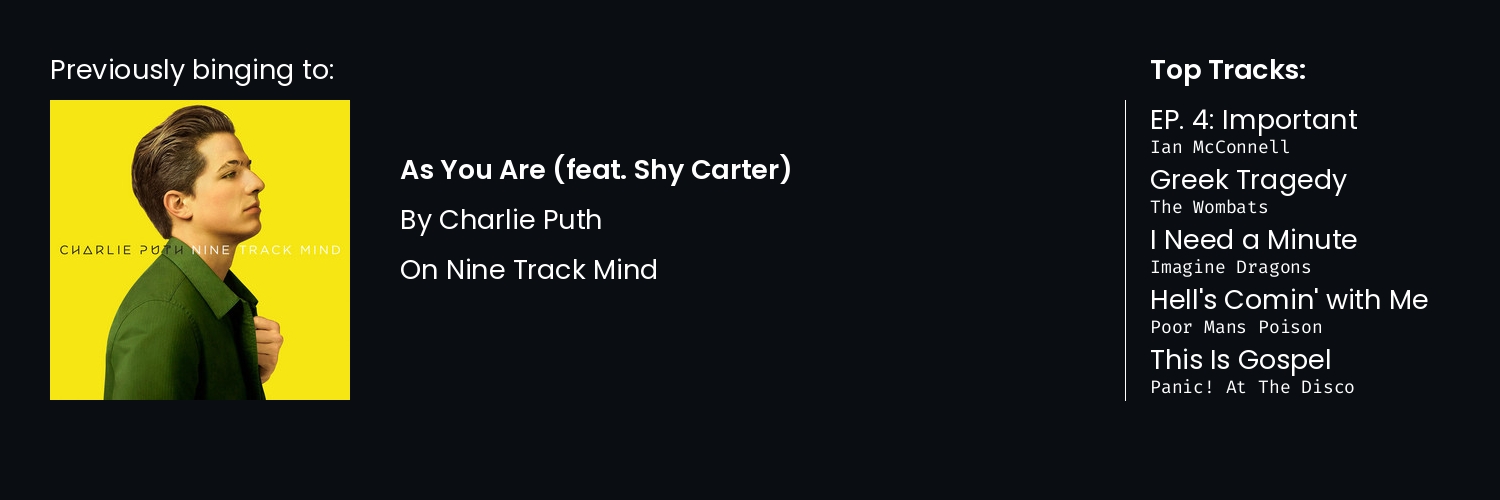 Previously binging to:
CHARLIE PUTH NINE TRACK MIND
As You Are (feat. Shy Carter)
By Charlie Puth
On Nine Track Mind
Top Tracks:
EP. 4: Important
Ian McConnell
Greek Tragedy
The Wombats
I Need a Minute
Imagine Dragons
Hell's Comin' with Me
Poor Mans Poison
This Is Gospel
Panic! At The Disco